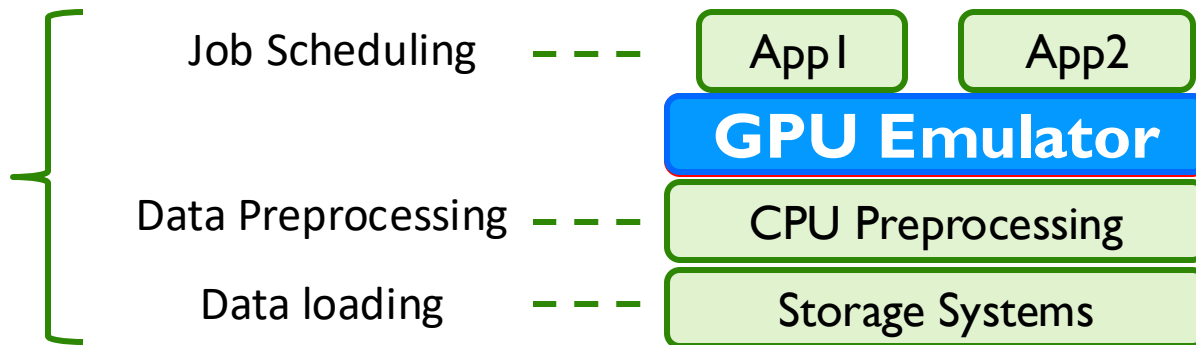 Job Scheduling
App1
App2
GPU Emulator
Data Preprocessing
CPU Preprocessing
Data loading
Storage Systems